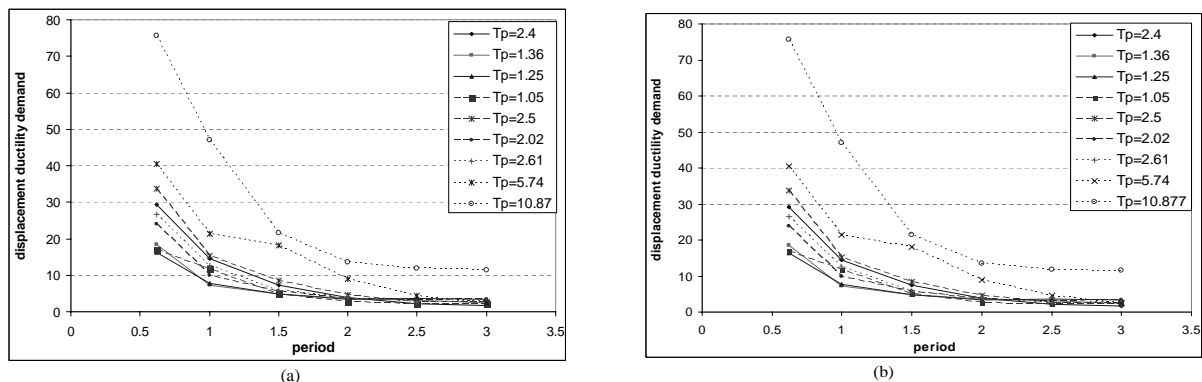 80
70
60
50
40
30
20
10
0
displacement ductility demand
0
0.5
1
1.5
2
2.5
3
3.5
period
Tp=2.4
Tp=1.36
Tp=1.25
Tp=1.05
Tp=2.5
Tp=2.02
Tp=2.61
Tp=5.74
Tp=10.87
(a)
80
70
60
50
40
30
20
10
0
displacement ductility demand
0
0.5
1
1.5
2
2.5
3
3.5
period
Tp=2.4
Tp=1.36
Tp=1.25
Tp=1.05
Tp=2.5
Tp=2.02
Tp=2.61
Tp=5.74
Tp=10.877
(b)